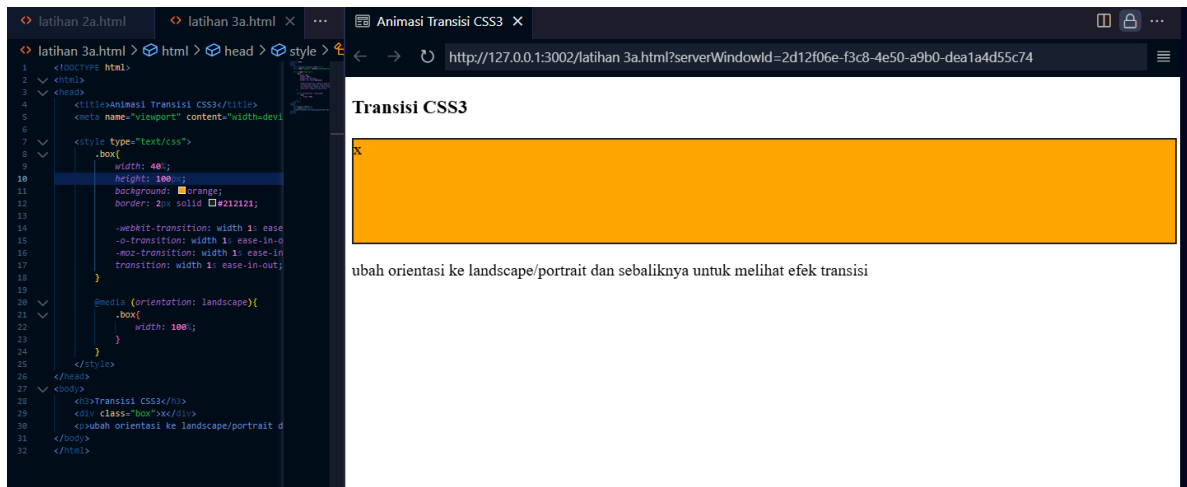 latihan 2a.html
latihan 3a.html
latihan 3a.html > html > head > style >
1 <!DOCTYPE html>
2 <html>
3 <head>
4 <title>Animasi Transisi CSS3</title>
5 <meta name="viewport" content="width=devi
6
7 <style type="text/css">
8 .box{
9 width: 40%;
10 height: 100px;
11 background: orange;
12 border: 2px solid #212121;
13
14 -webkit-transition: width 1s ease
15 -o-transition: width 1s ease-in-o
16 -moz-transition: width 1s ease-in
17 transition: width 1s ease-in-out;
18 }
19
20 @media (orientation: landscape){
21 .box{
22 width: 100%;
23 }
24 }
25 </style>
26 </head>
27 <body>
28 <h3>Transisi CSS3</h3>
29 <div class="box">x</div>
30 <p>ubah orientasi ke landscape/portrait d
31 </body>
32 </html>
Animasi Transisi CSS3
http://127.0.0.1:3002/latihan 3a.html?serverWindowId=2d12f06e-f3c8-4e50-a9b0-dea1a4d55c74
Transisi CSS3
x
ubah orientasi ke landscape/portrait dan sebaliknya untuk melihat efek transisi